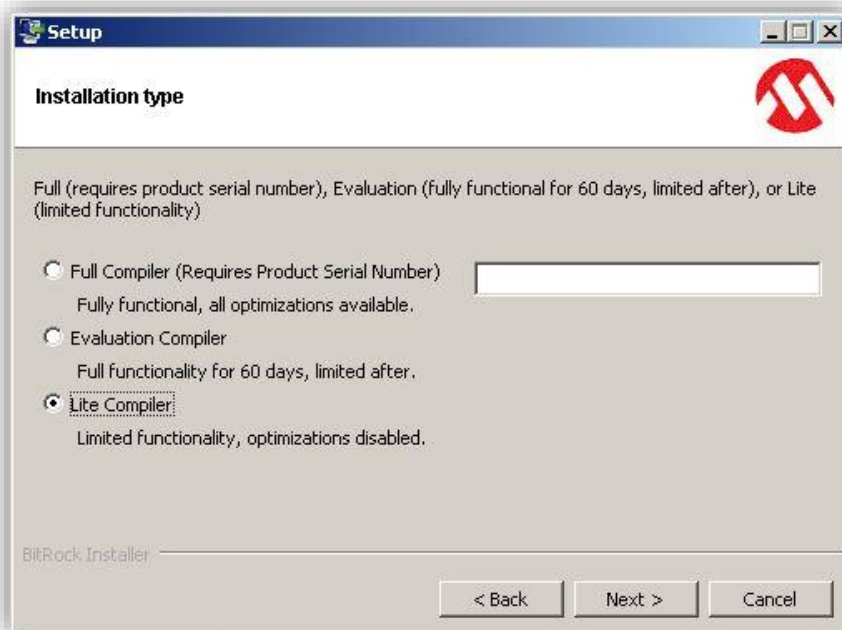 Setup
Installation type
Full (requires product serial number), Evaluation (fully functional for 60 days, limited after), or Lite
(limited functionality)
Full Compiler (Requires Product Serial Number)
Fully functional, all optimizations available.
Evaluation Compiler
Full functionality for 60 days, limited after.
Lite Compiler
Limited functionality, optimizations disabled.
BitRock Installer
< Back Next > Cancel